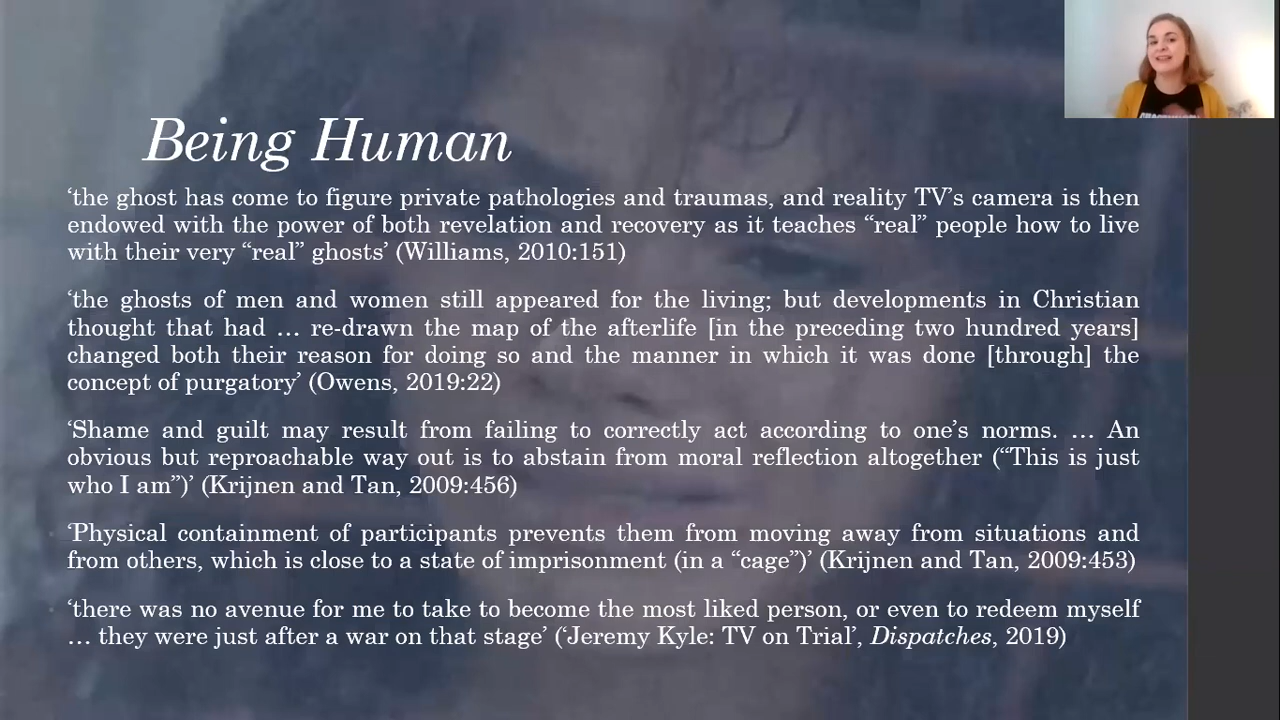 Being Human
‘the ghost has come to figure private pathologies and traumas, and reality TV’s camera is then
endowed with the power of both revelation and recovery as it teaches “real” people how to live
with their very “real” ghosts’ (Williams, 2010:151)
‘the ghosts of men and women still appeared for the living; but developments in Christian
thought that had … re-drawn the map of the afterlife [in the preceding two hundred years]
changed both their reason for doing so and the manner in which it was done [through] the
concept of purgatory’ (Owens, 2019:22)
‘Shame and guilt may result from failing to correctly act according to one’s norms. … An
obvious but reproachable way out is to abstain from moral reflection altogether (“This is just
who I am”)’ (Krijnen and Tan, 2009:456)
‘Physical containment of participants prevents them from moving away from situations and
from others, which is close to a state of imprisonment (in a “cage”)’ (Krijnen and Tan, 2009:453)
‘there was no avenue for me to take to become the most liked person, or even to redeem myself
… they were just after a war on that stage’ (‘Jeremy Kyle: TV on Trial’, Dispatches, 2019)